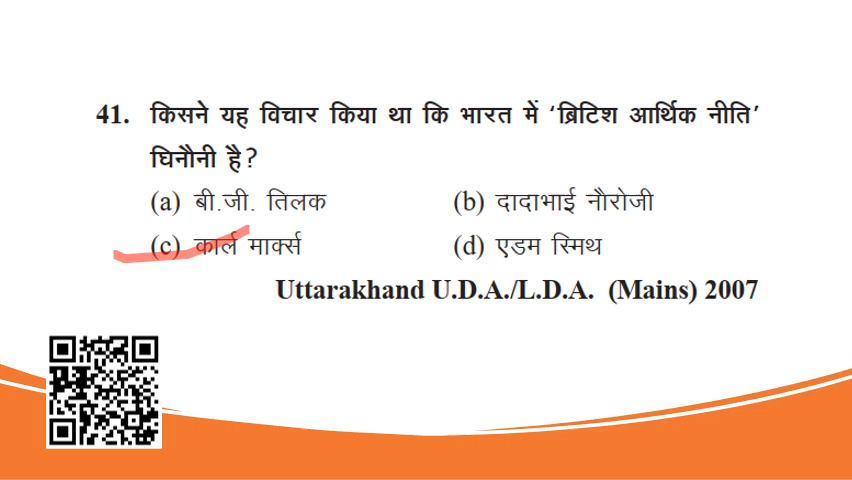 41. किसने यह विचार किया था कि भारत में ‘ब्रिटिश आर्थिक नीति’
घिनौनी है?
(a) बी.जी. तिलक (b) दादाभाई नौरोजी
(c) कार्ल मार्क्स (d) एडम स्मिथ
Uttarakhand U.D.A./L.D.A. (Mains) 2007